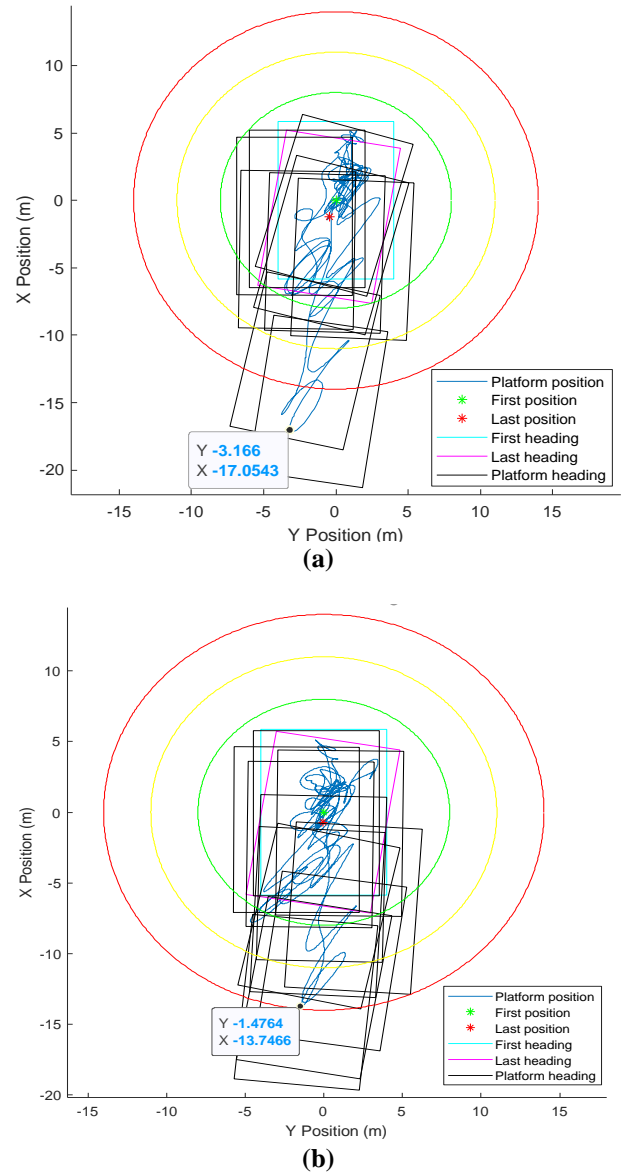 10
5
0
-5
-10
-15
-20
X Position (m)
Y -3.166
X -17.0543
Platform position
First position
Last position
First heading
Last heading
Platform heading
-15 -10 -5 0 5 10 15
Y Position (m)
(a)
10
5
0
-5
-10
-15
-20
X Position (m)
Y -1.4764
X -13.7466
Platform position
First position
Last position
First heading
Last heading
Platform heading
-15 -10 -5 0 5 10 15
Y Position (m)
(b)